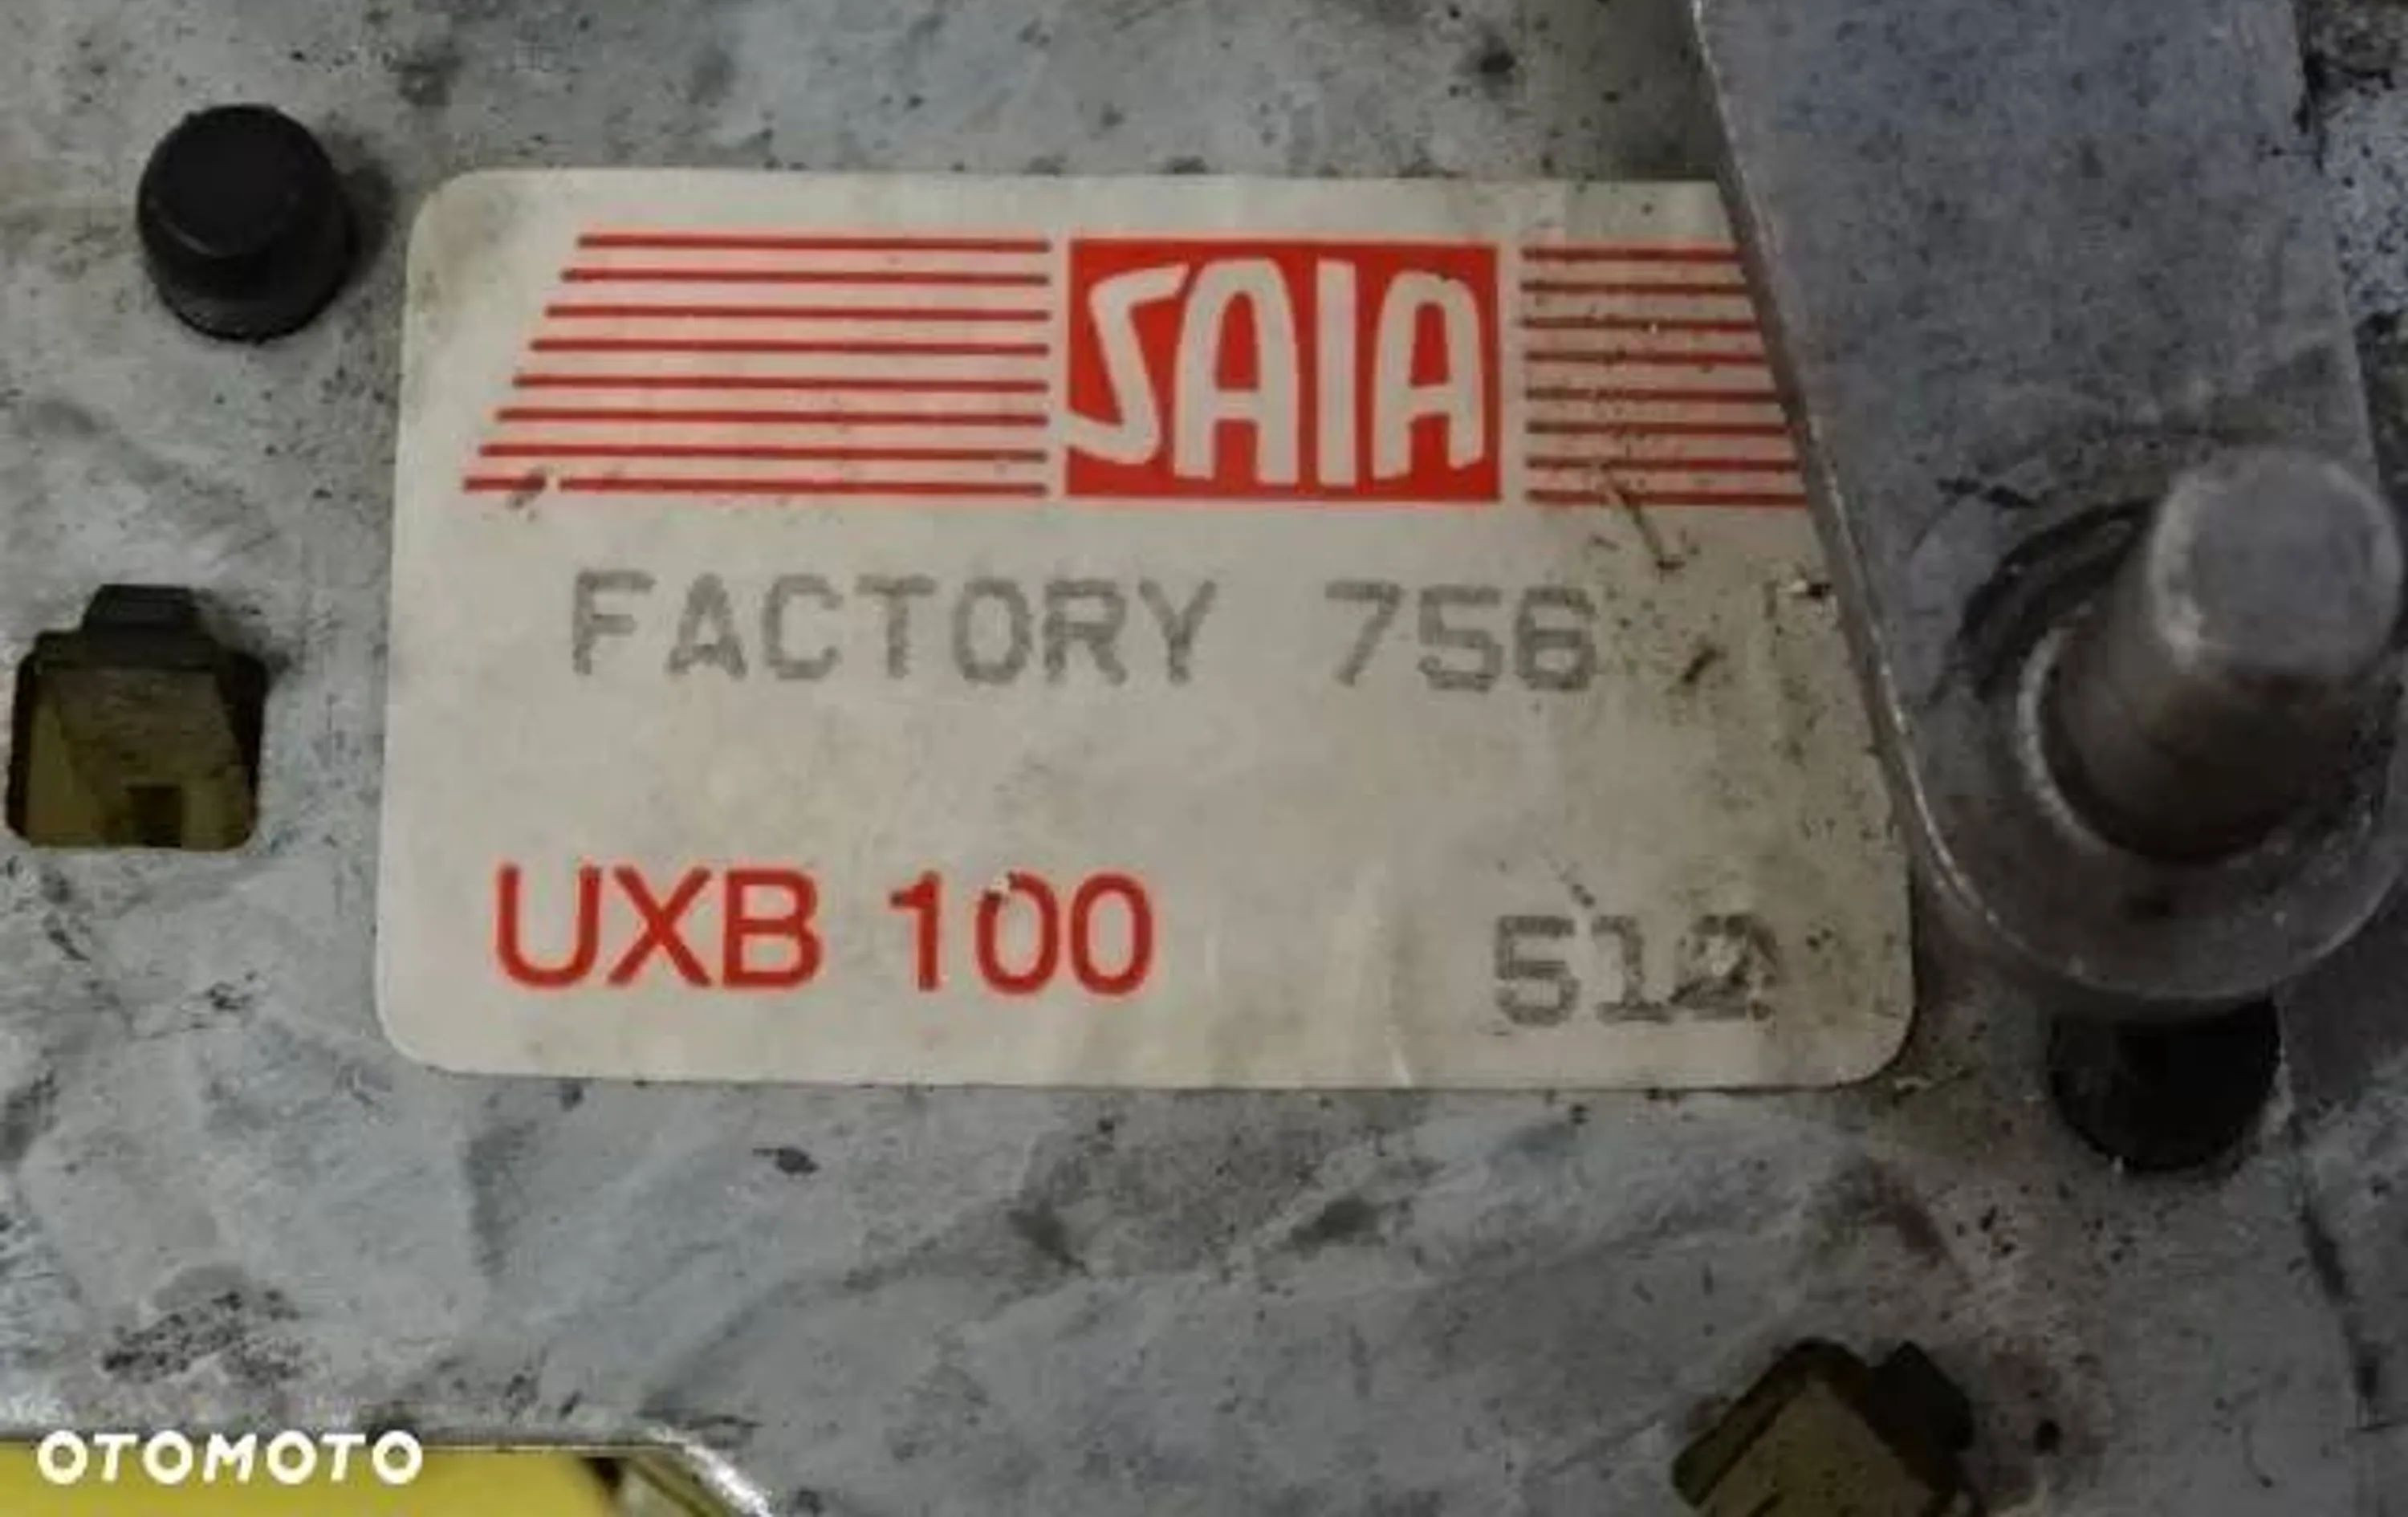 SAIA
FACTORY 756
UXB 100 512
OTOMOTO